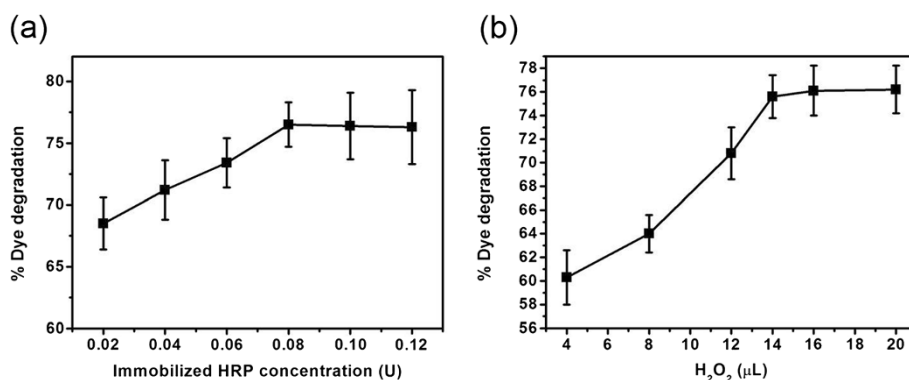 (a)
(b)
% Dye degradation
80
75
70
65
60
0.02 0.04 0.06 0.08 0.10 0.12
Immobilized HRP concentration (U)
% Dye degradation
78
76
74
72
70
68
66
64
62
60
58
56
4 6 8 10 12 14 16 18 20
H₂O₂ (μL)